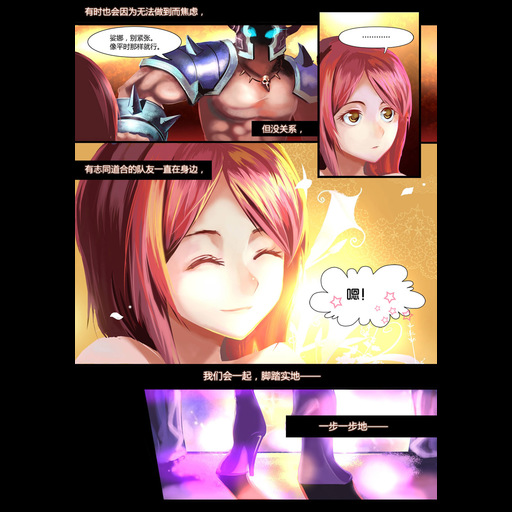 有时也会因为无法做到而焦虑，
娑娜，别紧张。
像平时那样就行。
…………
但没关系，
有志同道合的队友一直在身边，
嗯！
我们会一起，脚踏实地——
一步一步地——